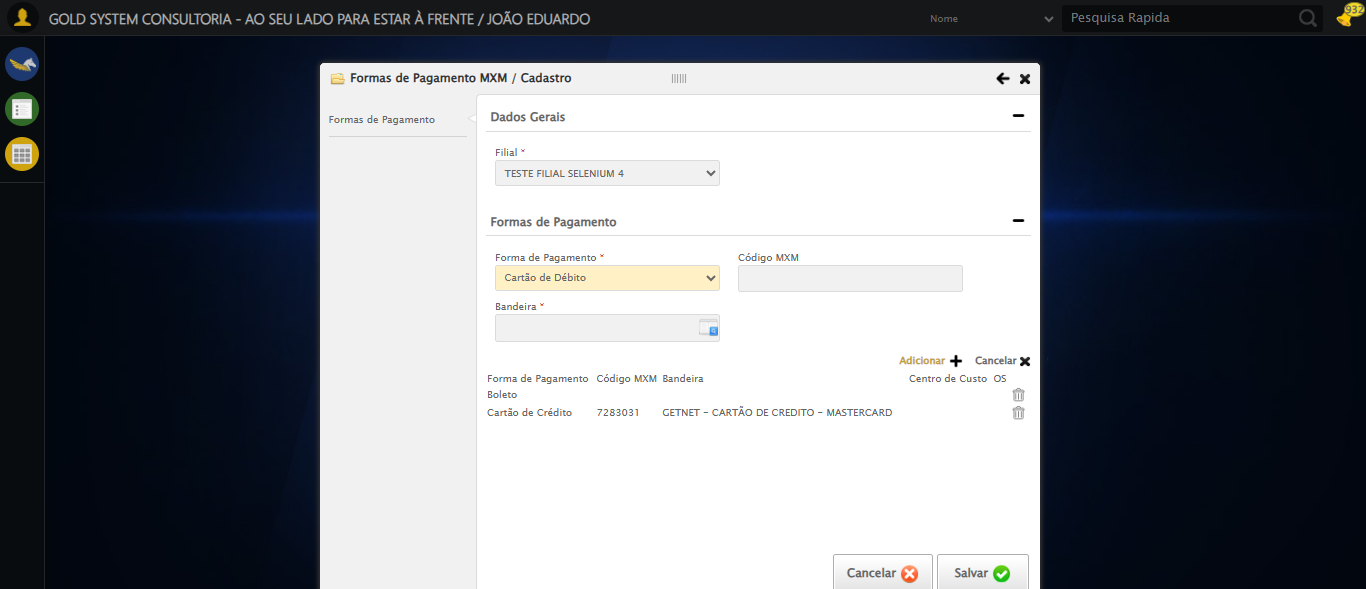 GOLD SYSTEM CONSULTORIA - AO SEU LADO PARA ESTAR À FRENTE / JOÃO EDUARDO
Nome
Pesquisa Rapida
932
Formas de Pagamento MXM / Cadastro
Formas de Pagamento
Dados Gerais
Filial *
TESTE FILIAL SELENIUM 4
Formas de Pagamento
Forma de Pagamento * Código MXM
Cartão de Débito
Bandeira *
Adicionar Cancelar
Forma de Pagamento Código MXM Bandeira Centro de Custo OS
Boleto
Cartão de Crédito 7283031 GETNET - CARTÃO DE CREDITO - MASTERCARD
Cancelar Salvar